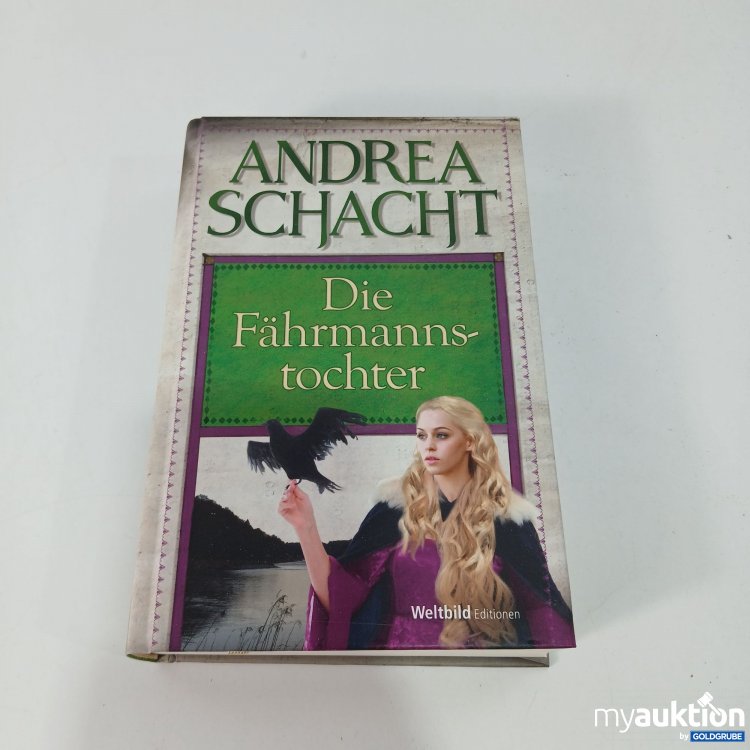 ANDREA
SCHACHT
Die
Fährmanns-
tochter
Weltbild Editionen
myauktion
by GOLDGRUBE